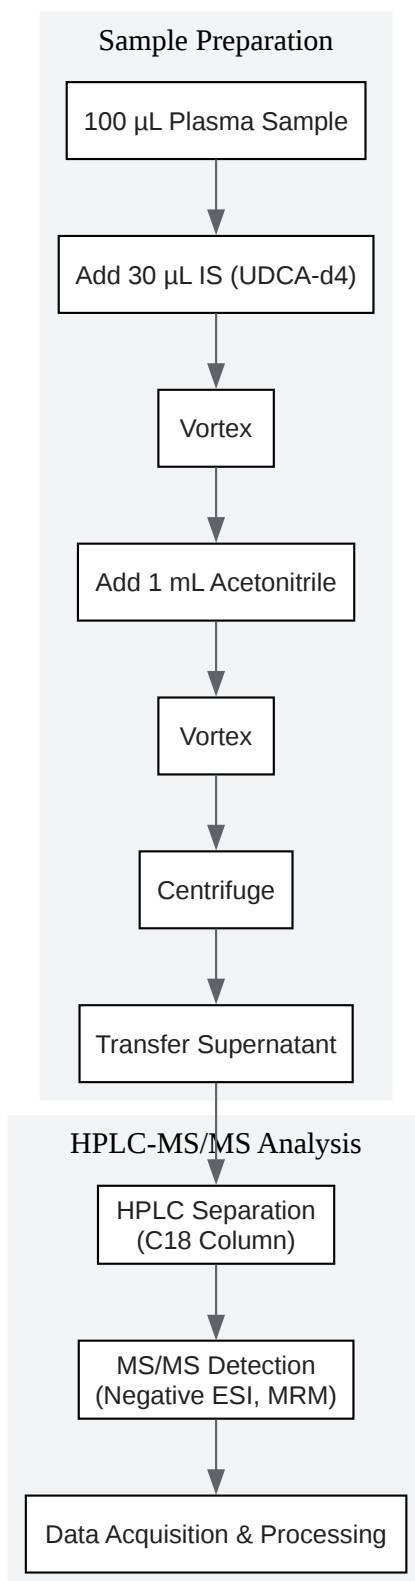 Sample Preparation
100 µL Plasma Sample
Add 30 µL IS (UDCA-d4)
Vortex
Add 1 mL Acetonitrile
Vortex
Centrifuge
Transfer Supernatant
HPLC-MS/MS Analysis
HPLC Separation
(C18 Column)
MS/MS Detection
(Negative ESI, MRM)
Data Acquisition & Processing